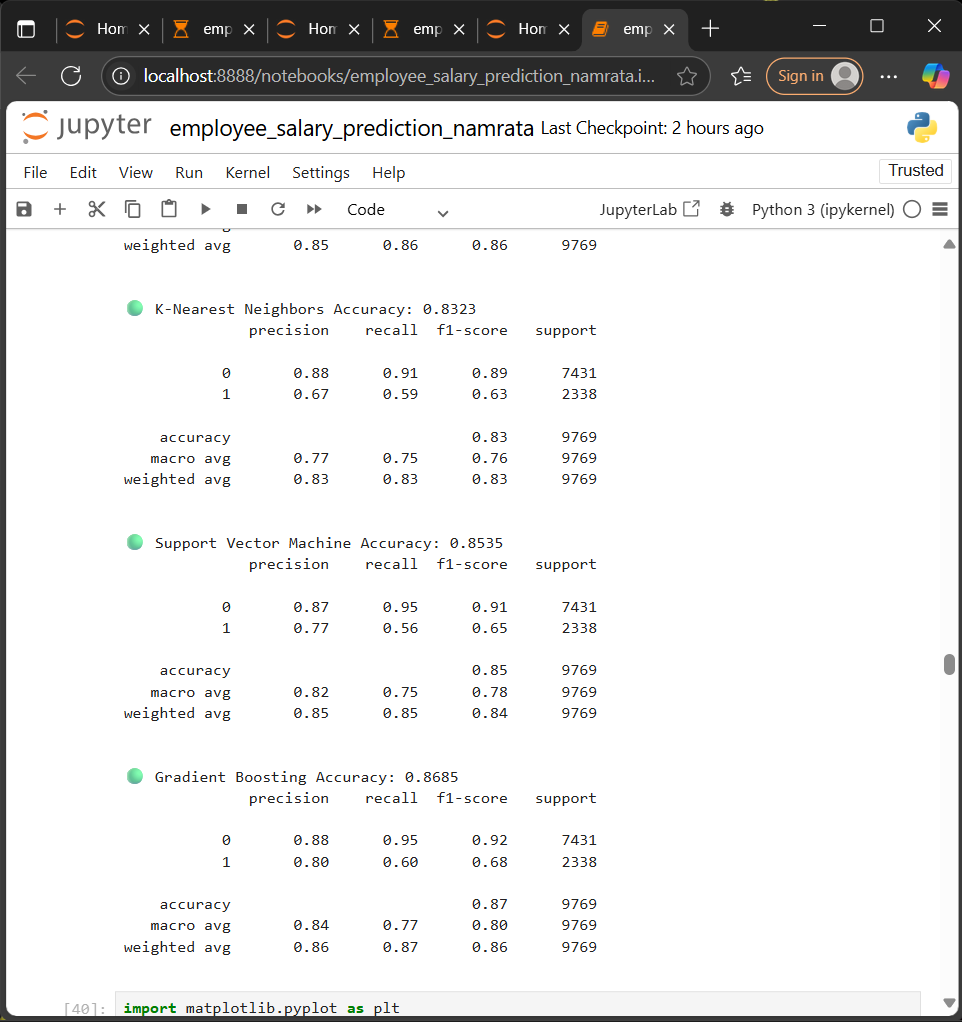 Hom emp Hom emp Hom emp
localhost:8888/notebooks/employee_salary_prediction_namrata.i... Sign in
jupyter employee_salary_prediction_namrata Last Checkpoint: 2 hours ago
File Edit View Run Kernel Settings Help Trusted
Code JupyterLab Python 3 (ipykernel)
weighted avg 0.85 0.86 0.86 9769
K-Nearest Neighbors Accuracy: 0.8323
precision recall f1-score support
0 0.88 0.91 0.89 7431
1 0.67 0.59 0.63 2338
accuracy 0.83 9769
macro avg 0.77 0.75 0.76 9769
weighted avg 0.83 0.83 0.83 9769
Support Vector Machine Accuracy: 0.8535
precision recall f1-score support
0 0.87 0.95 0.91 7431
1 0.77 0.56 0.65 2338
accuracy 0.85 9769
macro avg 0.82 0.75 0.78 9769
weighted avg 0.85 0.85 0.84 9769
Gradient Boosting Accuracy: 0.8685
precision recall f1-score support
0 0.88 0.95 0.92 7431
1 0.80 0.60 0.68 2338
accuracy 0.87 9769
macro avg 0.84 0.77 0.80 9769
weighted avg 0.86 0.87 0.86 9769
[40]: import matplotlib.pyplot as plt